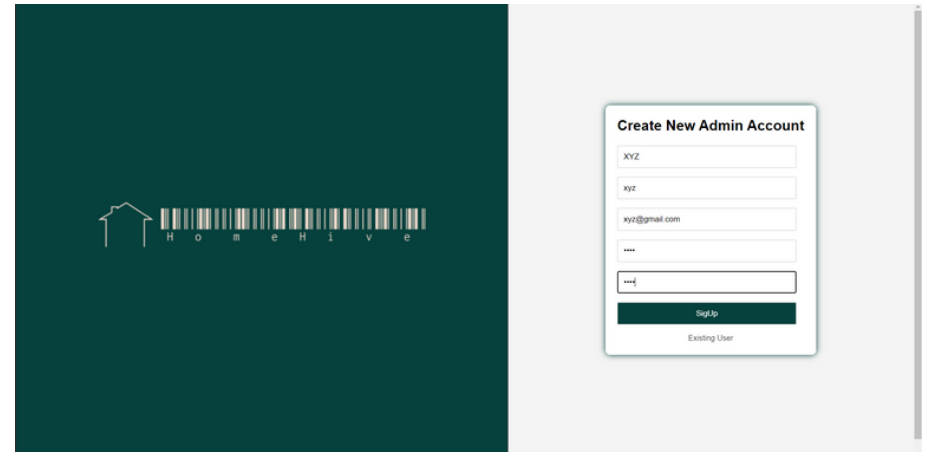 HomeHive
Create New Admin Account
XYZ
xyz
xyz@gmail.com
••••
••••
SigUp
Existing User